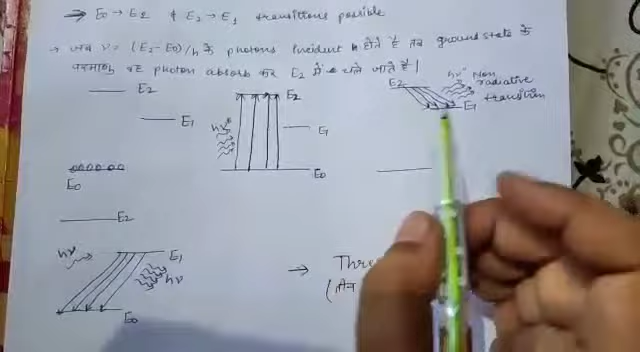 → E0 → E2 & E2 → E1 transitions possible
→ जब ν = (E2-E0)/h के photons incident होते है तब ground state के
परमाणु वह photon absorb कर E2 में चले जाते है।
E2
E1
E0
hν
E2
E1
E0
E2
hν
Non radiative transition
E1
E2
hν
E1
hν
E0
→ Thre